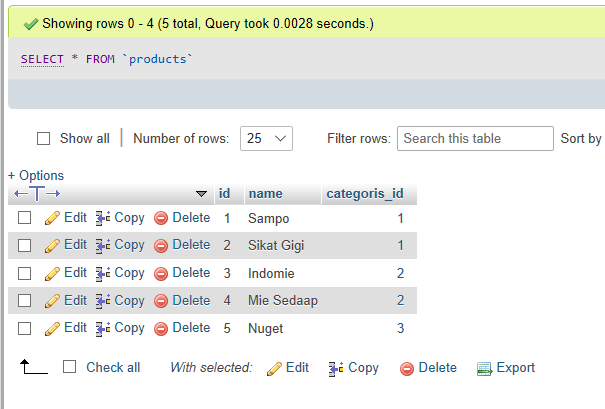 Showing rows 0 - 4 (5 total, Query took 0.0028 seconds.)
SELECT * FROM `products`
Show all | Number of rows: 25 Filter rows: Search this table Sort by
+ Options
←T→ id name categoris_id
Edit Copy Delete 1 Sampo 1
Edit Copy Delete 2 Sikat Gigi 1
Edit Copy Delete 3 Indomie 2
Edit Copy Delete 4 Mie Sedaap 2
Edit Copy Delete 5 Nuget 3
Check all With selected: Edit Copy Delete Export